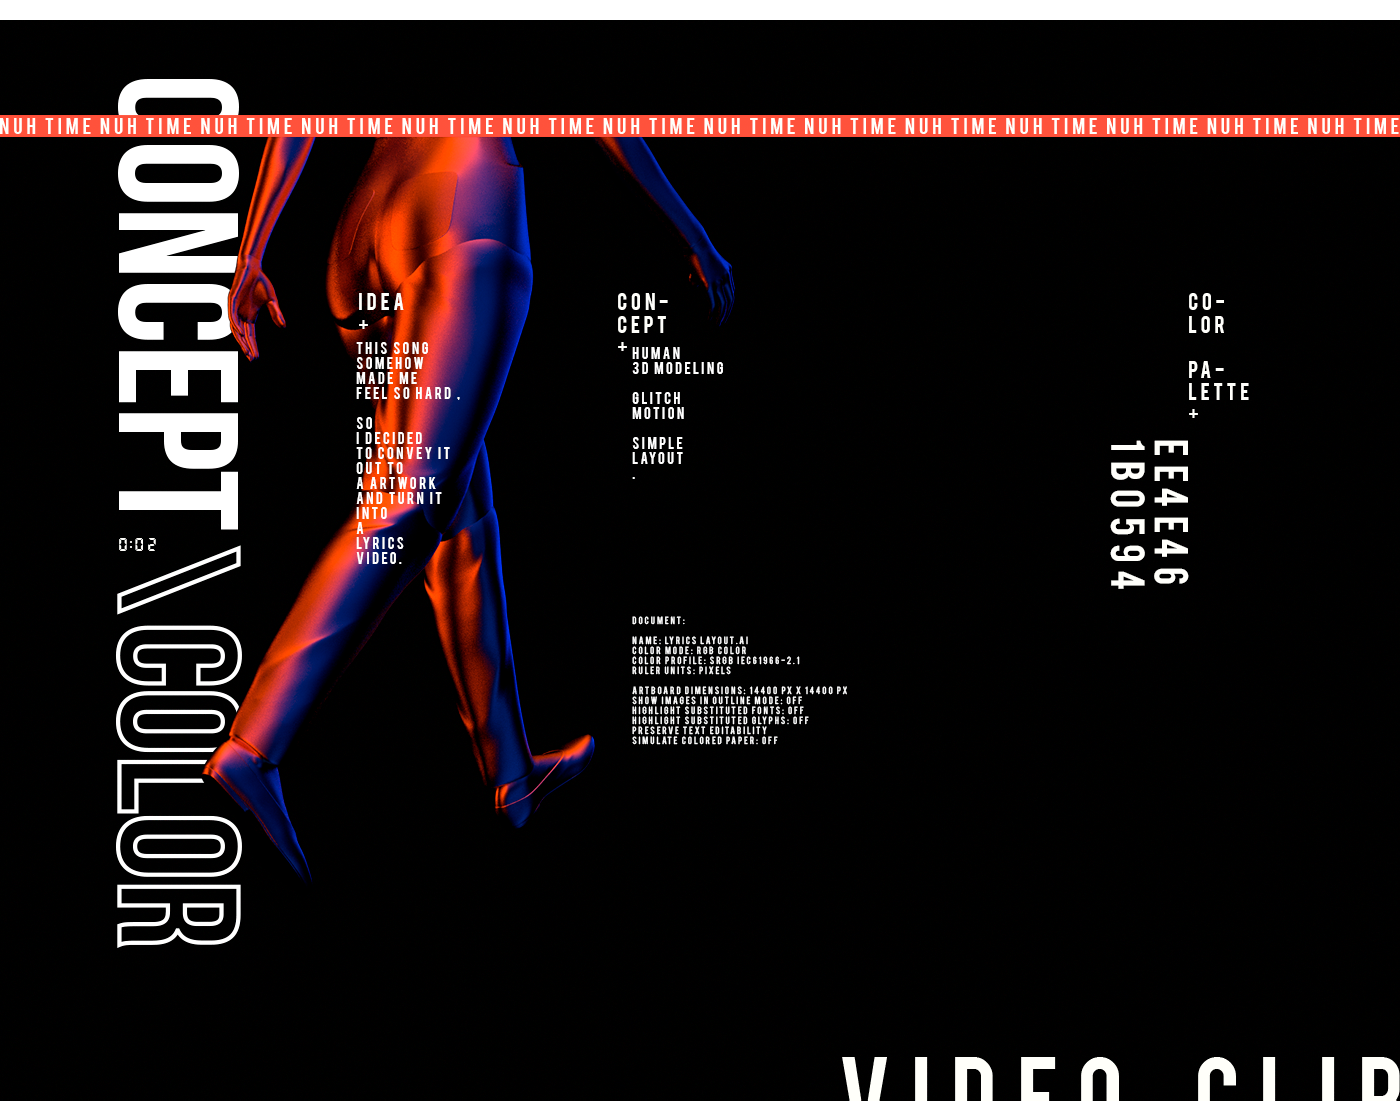 NUH TIME NUH TIME NUH TIME NUH TIME NUH TIME NUH TIME NUH TIME NUH TIME NUH TIME NUH TIME NUH TIME NUH TIME NUH TIME NUH TIME
CONCEPT \ COLOR
0:02
IDEA
+
THIS SONG
SOMEHOW
MADE ME
FEEL SO HARD ,
SO
I DECIDED
TO CONVEY IT
OUT TO
A ARTWORK
AND TURN IT
INTO
A
LYRICS
VIDEO.
CON-
CEPT
+
HUMAN
3D MODELING
GLITCH
MOTION
SIMPLE
LAYOUT
.
DOCUMENT:
NAME: LYRICS LAYOUT.AI
COLOR MODE: RGB COLOR
COLOR PROFILE: SRGB IEC61966-2.1
RULER UNITS: PIXELS
ARTBOARD DIMENSIONS: 14400 PX X 14400 PX
SHOW IMAGES IN OUTLINE MODE: OFF
HIGHLIGHT SUBSTITUTED FONTS: OFF
HIGHLIGHT SUBSTITUTED GLYPHS: OFF
PRESERVE TEXT EDITABILITY
SIMULATE COLORED PAPER: OFF
CO-
LOR
PA-
LETTE
+
EE4E46
1B0594
VIDEO CLIP